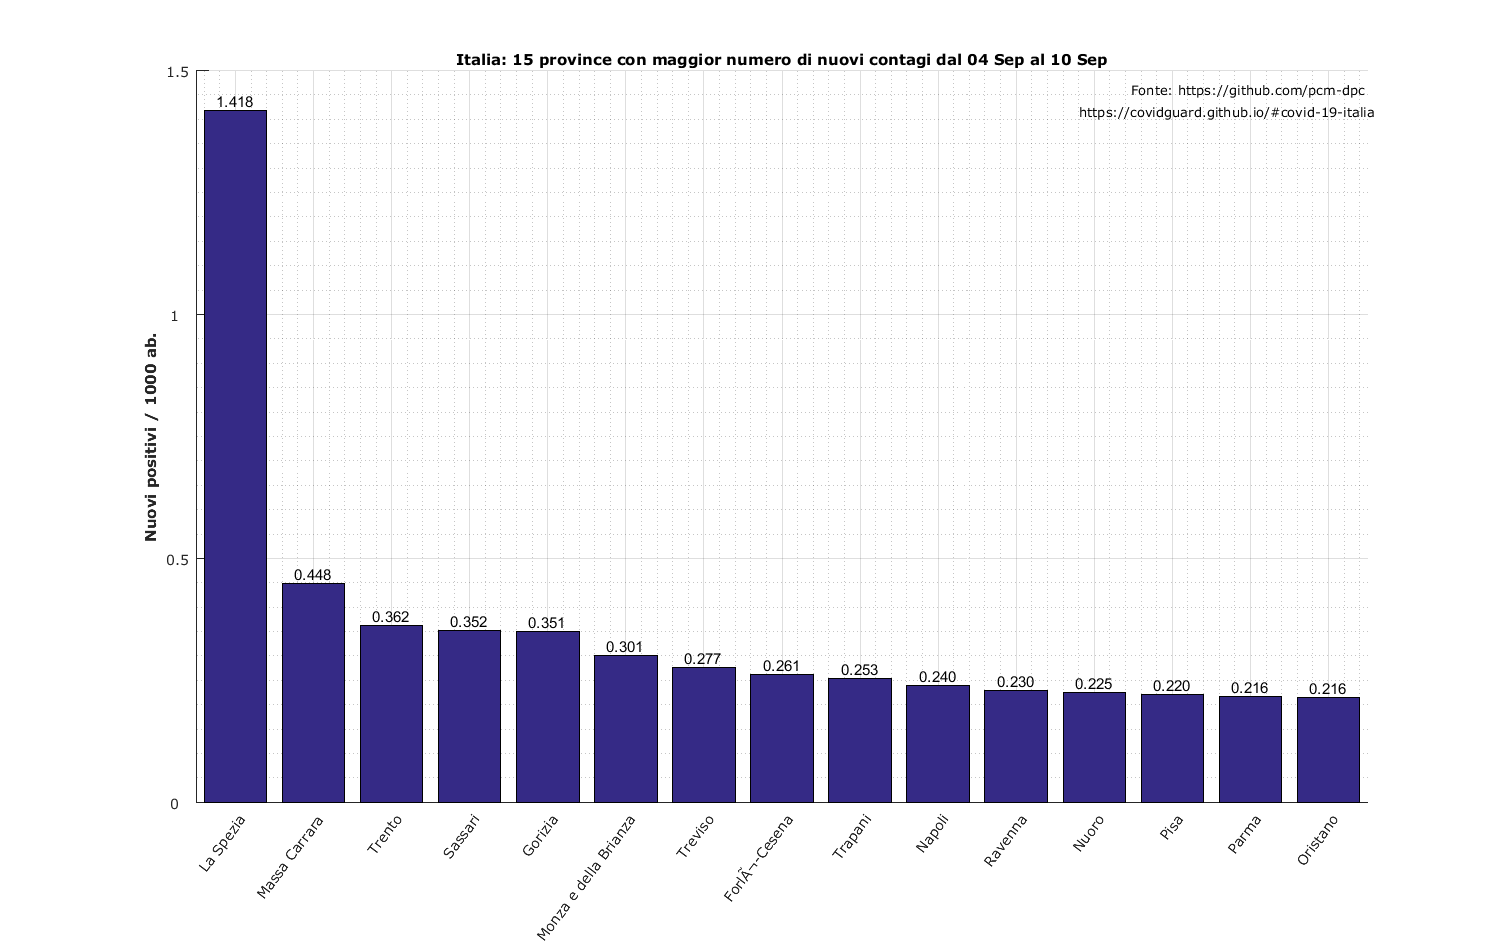 Italia: 15 province con maggior numero di nuovi contagi dal 04 Sep al 10 Sep
Fonte: https://github.com/pcm-dpc
https://covidguard.github.io/#covid-19-italia
Nuovi positivi / 1000 ab.
1.5
1
0.5
0
1.418
0.448
0.362
0.352
0.351
0.301
0.277
0.261
0.253
0.240
0.230
0.225
0.220
0.216
0.216
La Spezia
Massa Carrara
Trento
Sassari
Gorizia
Monza e della Brianza
Treviso
ForlÃ¬-Cesena
Trapani
Napoli
Ravenna
Nuoro
Pisa
Parma
Oristano